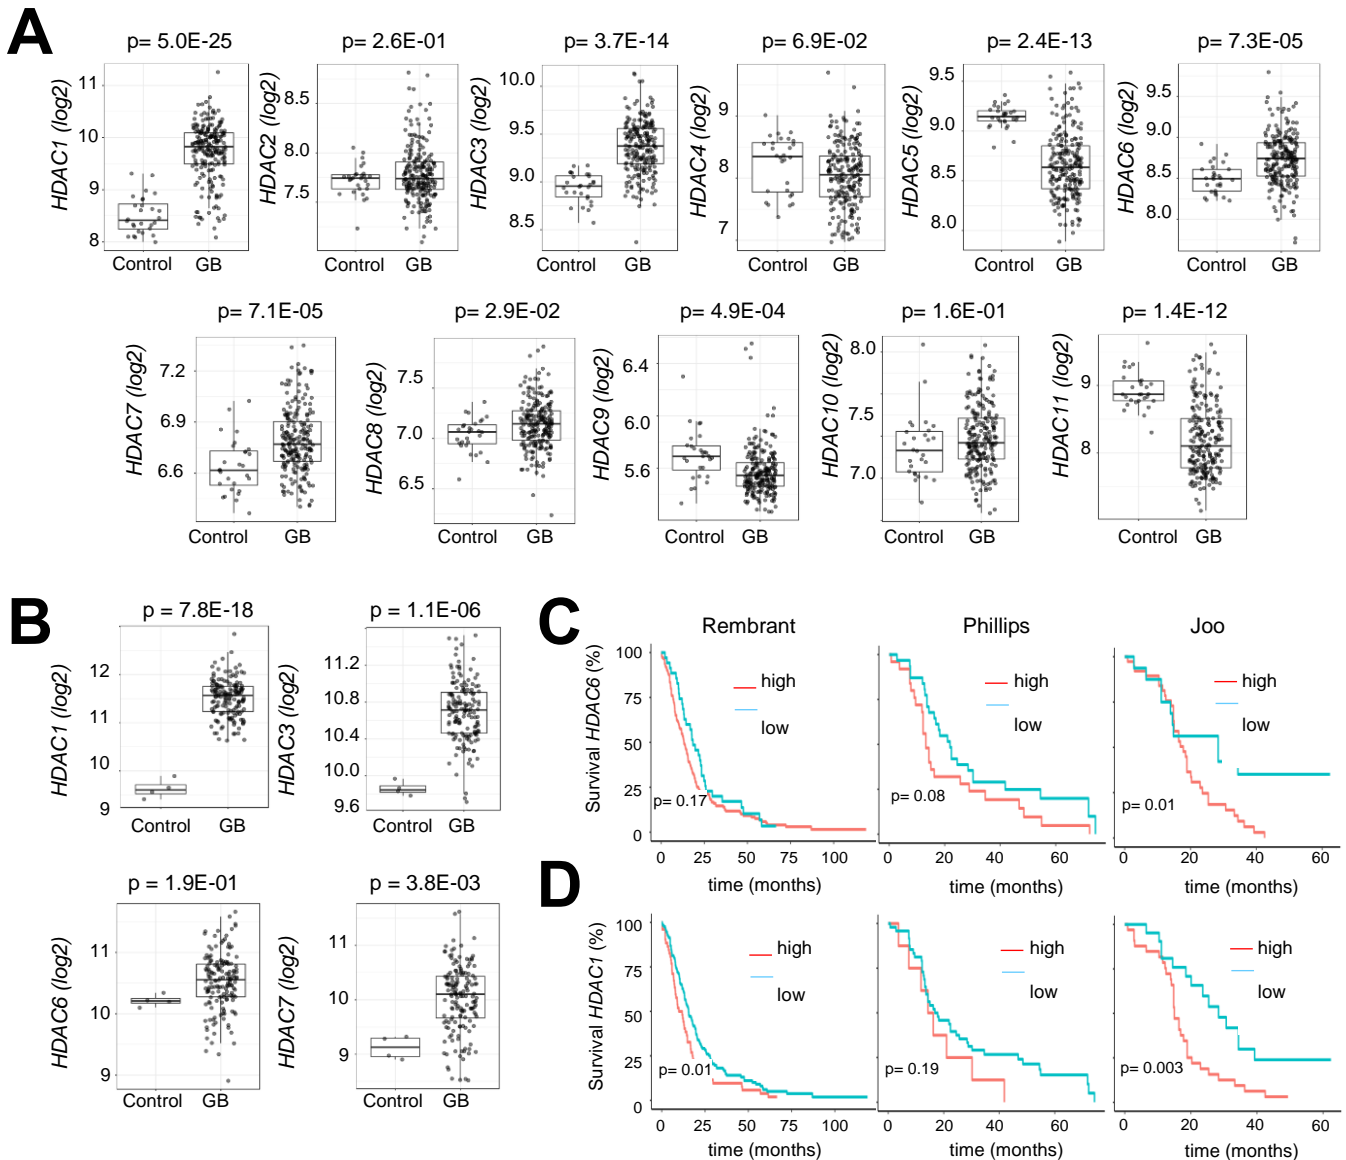 A
p= 5.0E-25
p= 2.6E-01
p= 3.7E-14
p= 6.9E-02
p= 2.4E-13
p= 7.3E-05
HDAC1 (log2)
11
10
9
8
Control GB
HDAC2 (log2)
8.5
8.0
7.5
Control GB
HDAC3 (log2)
10.0
9.5
9.0
8.5
Control GB
HDAC4 (log2)
9
8
7
Control GB
HDAC5 (log2)
9.5
9.0
8.5
8.0
Control GB
HDAC6 (log2)
9.5
9.0
8.5
8.0
Control GB
p= 7.1E-05
p= 2.9E-02
p= 4.9E-04
p= 1.6E-01
p= 1.4E-12
HDAC7 (log2)
7.2
6.9
6.6
Control GB
HDAC8 (log2)
7.5
7.0
6.5
Control GB
HDAC9 (log2)
6.4
6.0
5.6
Control GB
HDAC10 (log2)
8.0
7.5
7.0
Control GB
HDAC11 (log2)
9
8
Control GB
B
p = 7.8E-18
HDAC1 (log2)
12
11
10
9
Control GB
p = 1.1E-06
HDAC3 (log2)
11.2
10.8
10.4
10.0
9.6
Control GB
p = 1.9E-01
HDAC6 (log2)
11
10
9
Control GB
p = 3.8E-03
HDAC7 (log2)
11
10
9
Control GB
C
Rembrant
Phillips
Joo
Survival HDAC6 (%)
100
75
50
25
0
high
low
p= 0.17
0 25 50 75 100
time (months)
high
low
p= 0.08
0 20 40 60
time (months)
high
low
p= 0.01
0 20 40 60
time (months)
D
Survival HDAC1 (%)
100
75
50
25
0
high
low
p= 0.01
0 25 50 75 100
time (months)
high
low
p= 0.19
0 20 40 60
time (months)
high
low
p= 0.003
0 20 40 60
time (months)